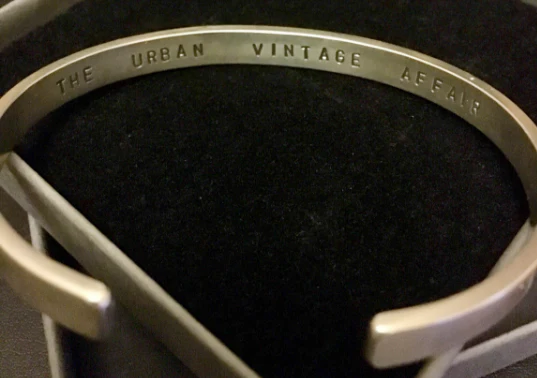 THE URBAN VINTAGE AFFAIR